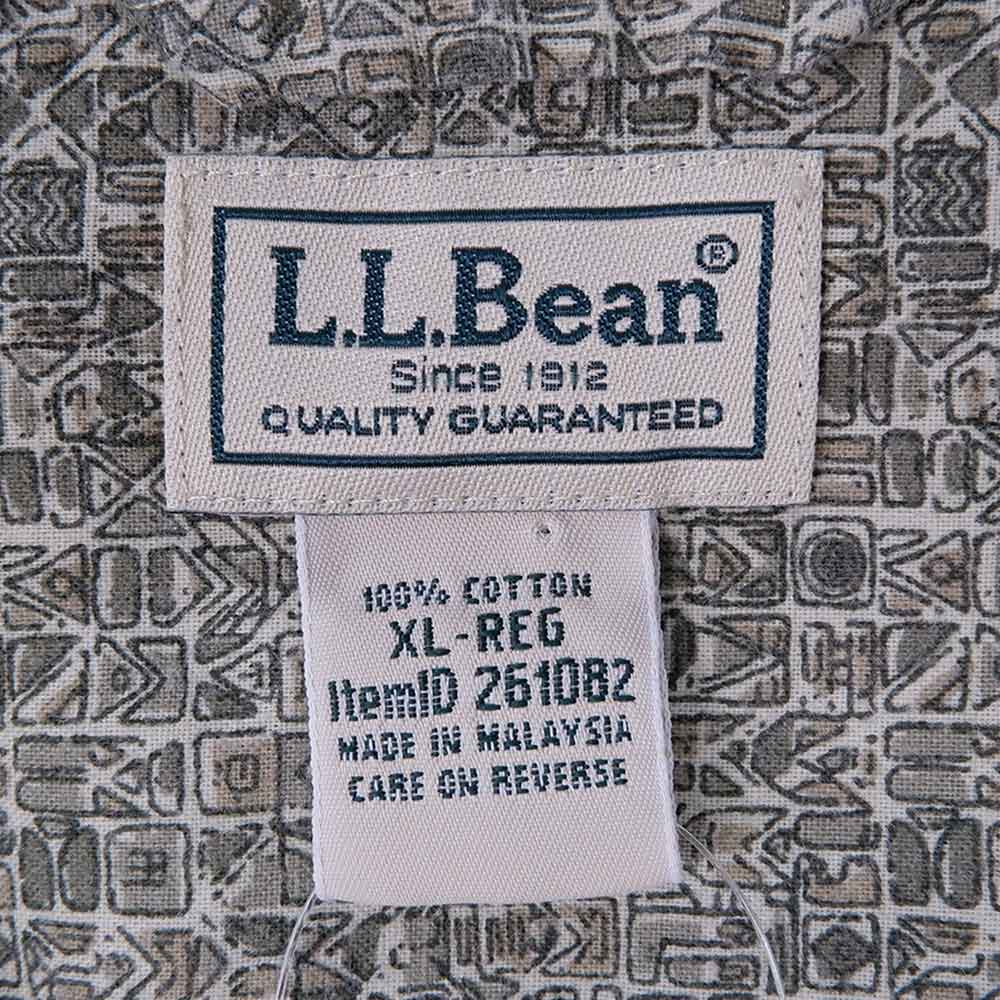 L.L.Bean®
Since 1912
QUALITY GUARANTEED
100% COTTON
XL-REG
ItemID 261082
MADE IN MALAYSIA
CARE ON REVERSE